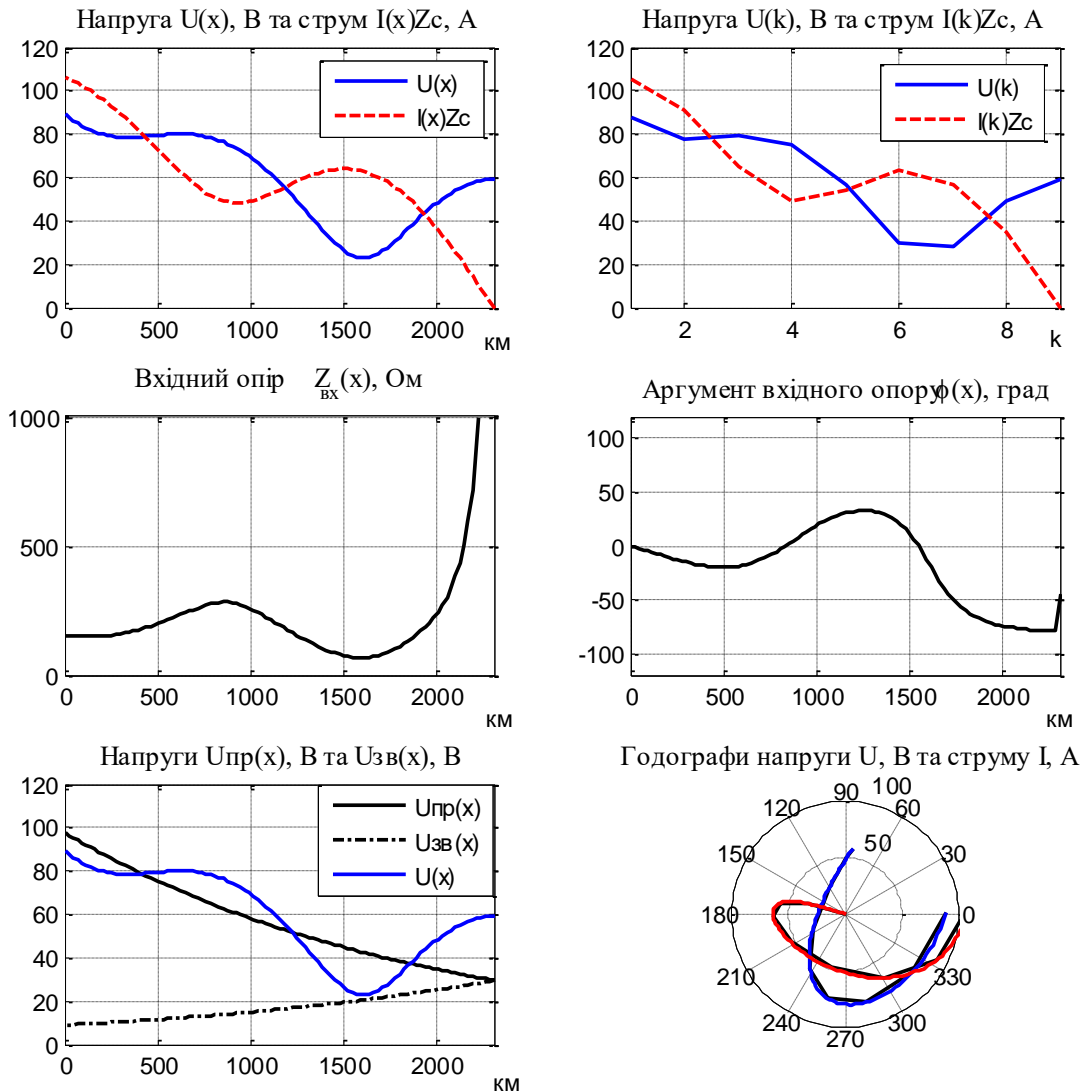 Напруга U(x), В та струм I(x)Zc, А
120
100
80
60
40
20
0
0 500 1000 1500 2000
км
U(x)
I(x)Zc
Напруга U(k), В та струм I(k)Zc, А
120
100
80
60
40
20
0
2 4 6 8
k
U(k)
I(k)Zc
Вхідний опір Zвх(x), Ом
1000
500
0
0 500 1000 1500 2000
км
Аргумент вхідного опору φ(x), град
100
50
0
-50
-100
0 500 1000 1500 2000
км
Напруги Uпр(x), В та Uзв(x), В
120
100
80
60
40
20
0
0 500 1000 1500 2000
км
Uпр(x)
Uзв(x)
U(x)
Годографи напруги U, В та струму I, А
90 100
120 60
50
150 30
180 0
210 330
240 300
270